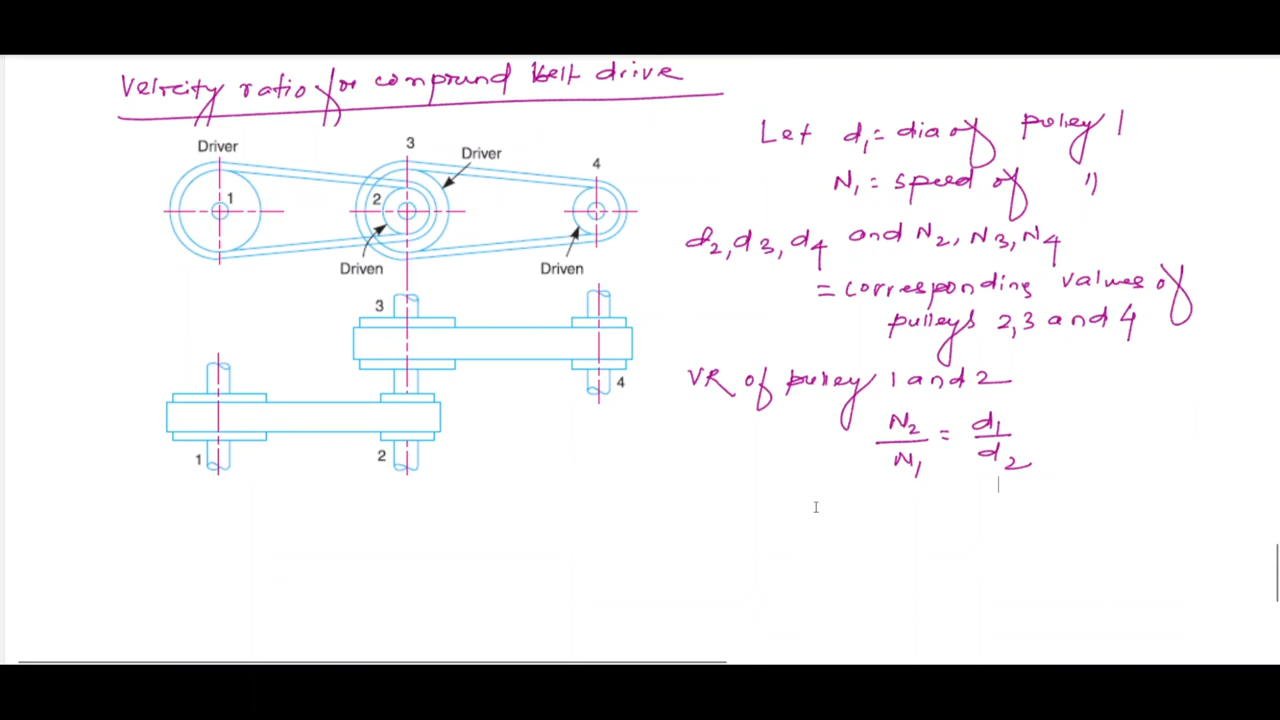 Velocity ratio for compound belt drive
Driver
3
Driver
4
1
2
Driven
Driven
3
4
1
2
Let d₁ = dia of pulley 1
N₁ = speed of "
d₂, d₃, d₄ and N₂, N₃, N₄
= corresponding values of
pulleys 2, 3 and 4
VR of pulley 1 and 2
N₂/N₁ = d₁/d₂